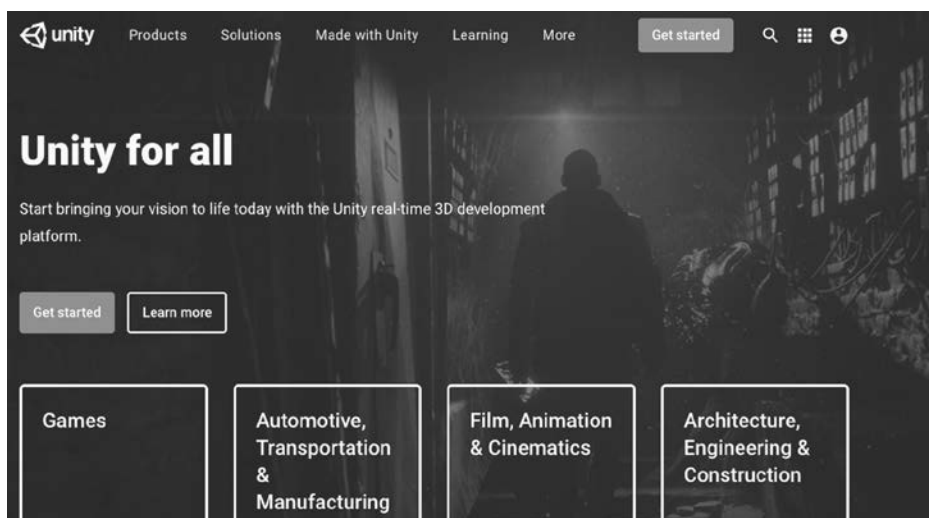 unity Products Solutions Made with Unity Learning More Get started
Unity for all
Start bringing your vision to life today with the Unity real-time 3D development
platform.
Get started Learn more
Games
Automotive,
Transportation
&
Manufacturing
Film, Animation
& Cinematics
Architecture,
Engineering &
Construction